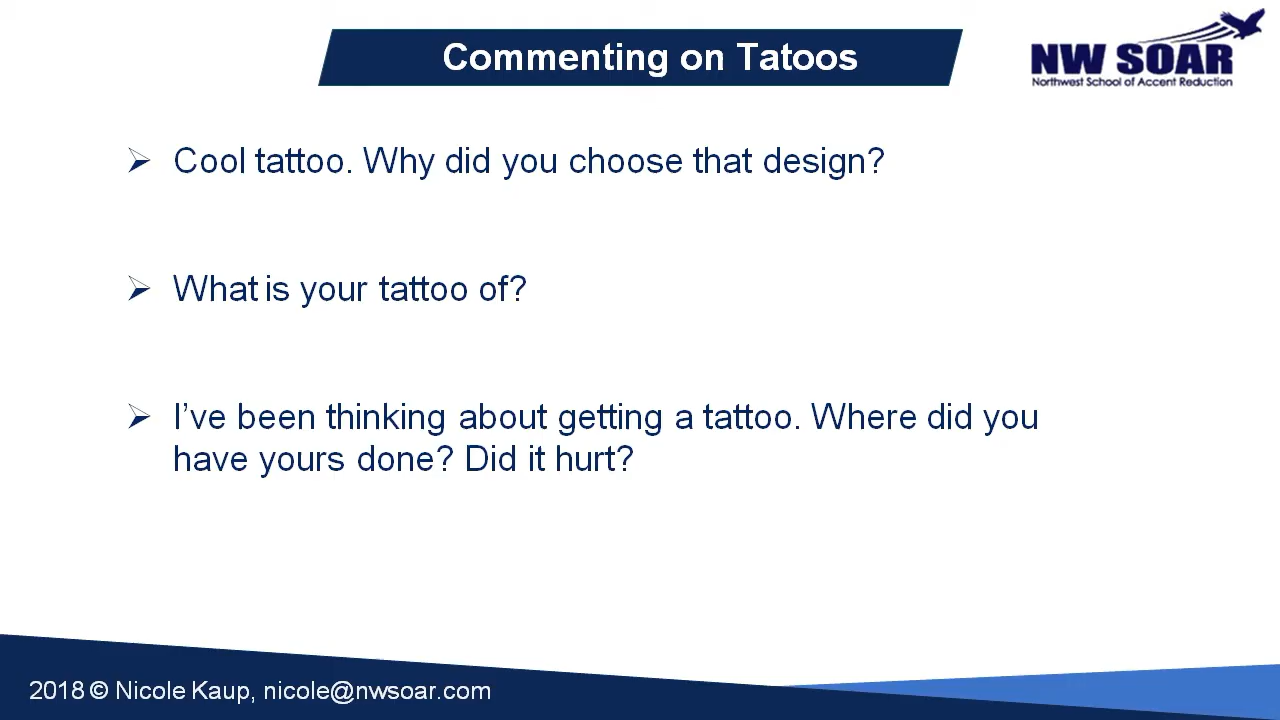 Commenting on Tatoos
NW SOAR
Northwest School of Accent Reduction
Cool tattoo. Why did you choose that design?
What is your tattoo of?
I’ve been thinking about getting a tattoo. Where did you
have yours done? Did it hurt?
2018 © Nicole Kaup, nicole@nwsoar.com